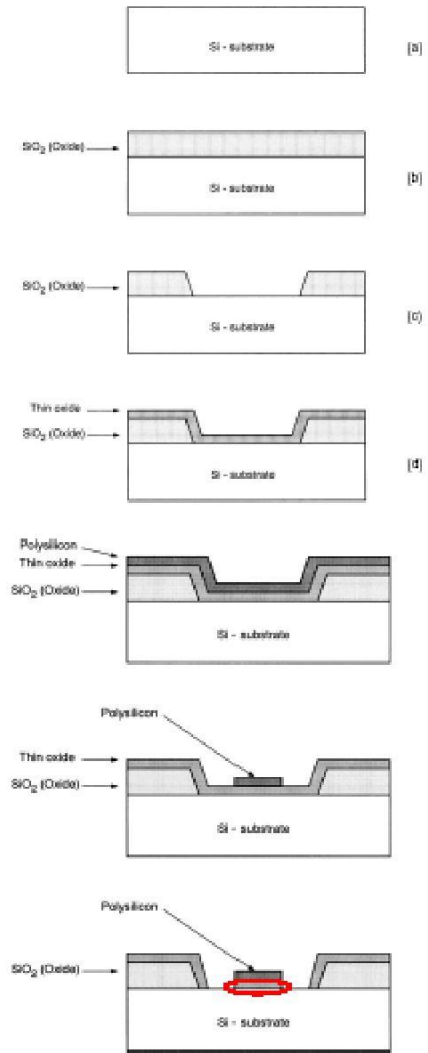 Si - substrate
[a]
SiO2 (Oxide)
Si - substrate
[b]
SiO2 (Oxide)
Si - substrate
[c]
Thin oxide
SiO2 (Oxide)
Si - substrate
[d]
Polysilicon
Thin oxide
SiO2 (Oxide)
Si - substrate
Polysilicon
Thin oxide
SiO2 (Oxide)
Si - substrate
Polysilicon
SiO2 (Oxide)
Si - substrate